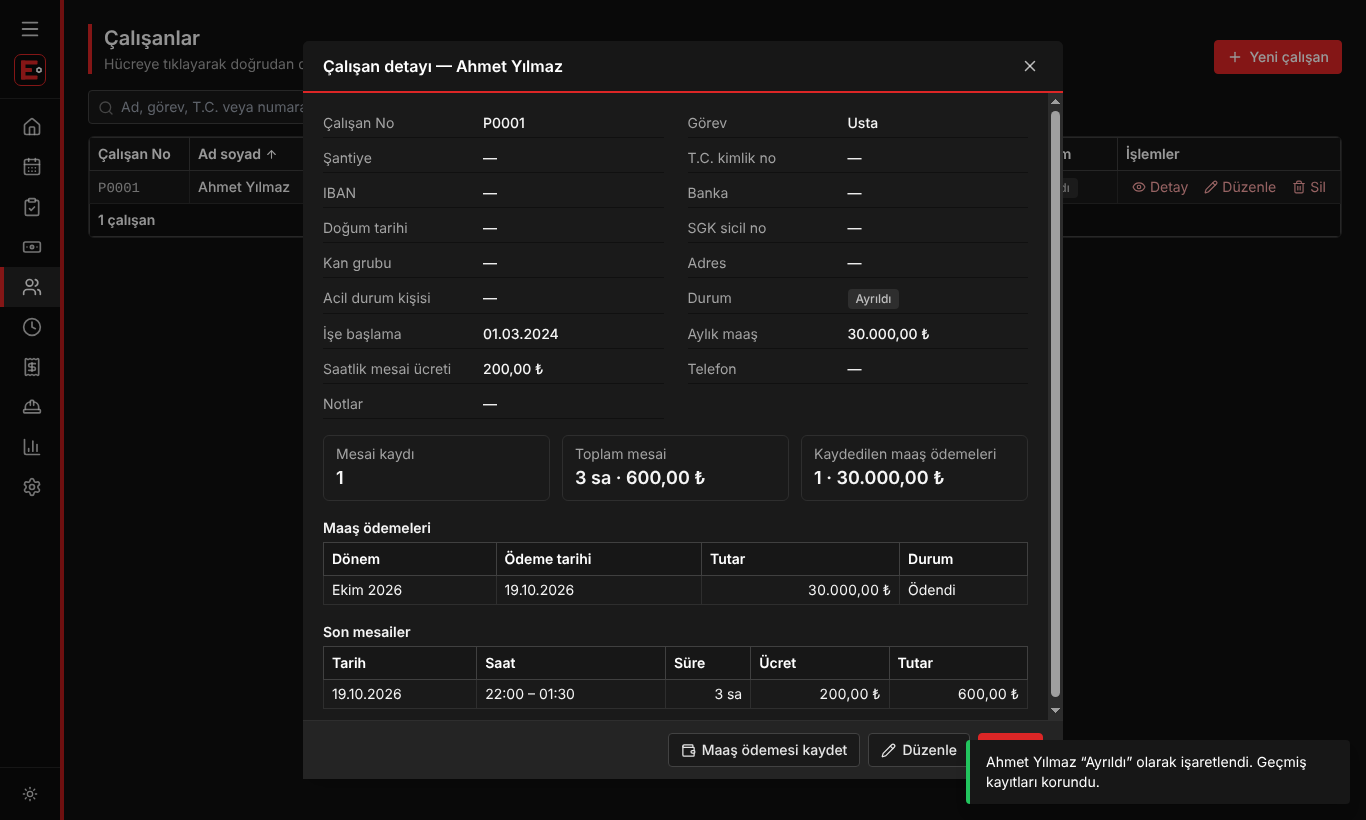 Çalışanlar
Hücreye tıklayarak doğrudan
Yeni çalışan
Ad, görev, T.C. veya
Çalışan No
Ad soyad
İşlemler
P0001
Ahmet Yılmaz
Detay
Düzenle
Sil
1 çalışan
Çalışan detayı — Ahmet Yılmaz
Çalışan No P0001
Görev Usta
Şantiye —
T.C. kimlik no —
IBAN —
Banka —
Doğum tarihi —
SGK sicil no —
Kan grubu —
Adres —
Acil durum kişisi —
Durum Ayrıldı
İşe başlama 01.03.2024
Aylık maaş 30.000,00 ₺
Saatlik mesai ücreti 200,00 ₺
Telefon —
Notlar —
Mesai kaydı
1
Toplam mesai
3 sa · 600,00 ₺
Kaydedilen maaş ödemeleri
1 · 30.000,00 ₺
Maaş ödemeleri
Dönem Ödeme tarihi Tutar Durum
Ekim 2026 19.10.2026 30.000,00 ₺ Ödendi
Son mesailer
Tarih Saat Süre Ücret Tutar
19.10.2026 22:00 – 01:30 3 sa 200,00 ₺ 600,00 ₺
Maaş ödemesi kaydet
Düzenle
Ahmet Yılmaz “Ayrıldı” olarak işaretlendi. Geçmiş
kayıtları korundu.